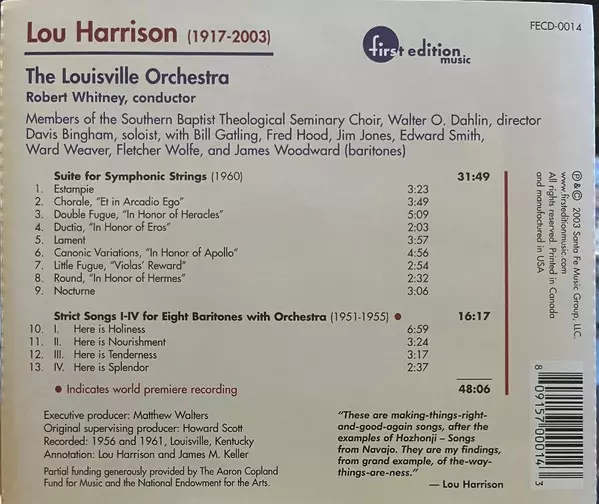 Lou Harrison (1917-2003)
first edition
music
FECD-0014
The Louisville Orchestra
Robert Whitney, conductor
Members of the Southern Baptist Theological Seminary Choir, Walter O. Dahlin, director
Davis Bingham, soloist, with Bill Gatling, Fred Hood, Jim Jones, Edward Smith,
Ward Weaver, Fletcher Wolfe, and James Woodward (baritones)
Suite for Symphonic Strings (1960) 31:49
1. Estampie 3:23
2. Chorale, "Et in Arcadio Ego" 3:49
3. Double Fugue, "In Honor of Heracles" 5:09
4. Ductia, "In Honor of Eros" 2:03
5. Lament 3:57
6. Canonic Variations, "In Honor of Apollo" 4:56
7. Little Fugue, "Violas' Reward" 2:54
8. Round, "In Honor of Hermes" 2:32
9. Nocturne 3:06
Strict Songs I-IV for Eight Baritones with Orchestra (1951-1955) ● 16:17
10. I. Here is Holiness 6:59
11. II. Here is Nourishment 3:24
12. III. Here is Tenderness 3:17
13. IV. Here is Splendor 2:37
● Indicates world premiere recording 48:06
Executive producer: Matthew Walters
Original supervising producer: Howard Scott
Recorded: 1956 and 1961, Louisville, Kentucky
Annotation: Lou Harrison and James M. Keller
Partial funding generously provided by The Aaron Copland
Fund for Music and the National Endowment for the Arts.
"These are making-things-right-
and-good-again songs, after the
examples of Hozhonji – Songs
from Navajo. They are my findings,
from grand example, of the-way-
things-are-ness."
— Lou Harrison
℗ & © 2003 Santa Fe Music Group, LLC.
www.firsteditionmusic.com
All rights reserved. Printed in Canada
and manufactured in USA
8 09157 00014 3